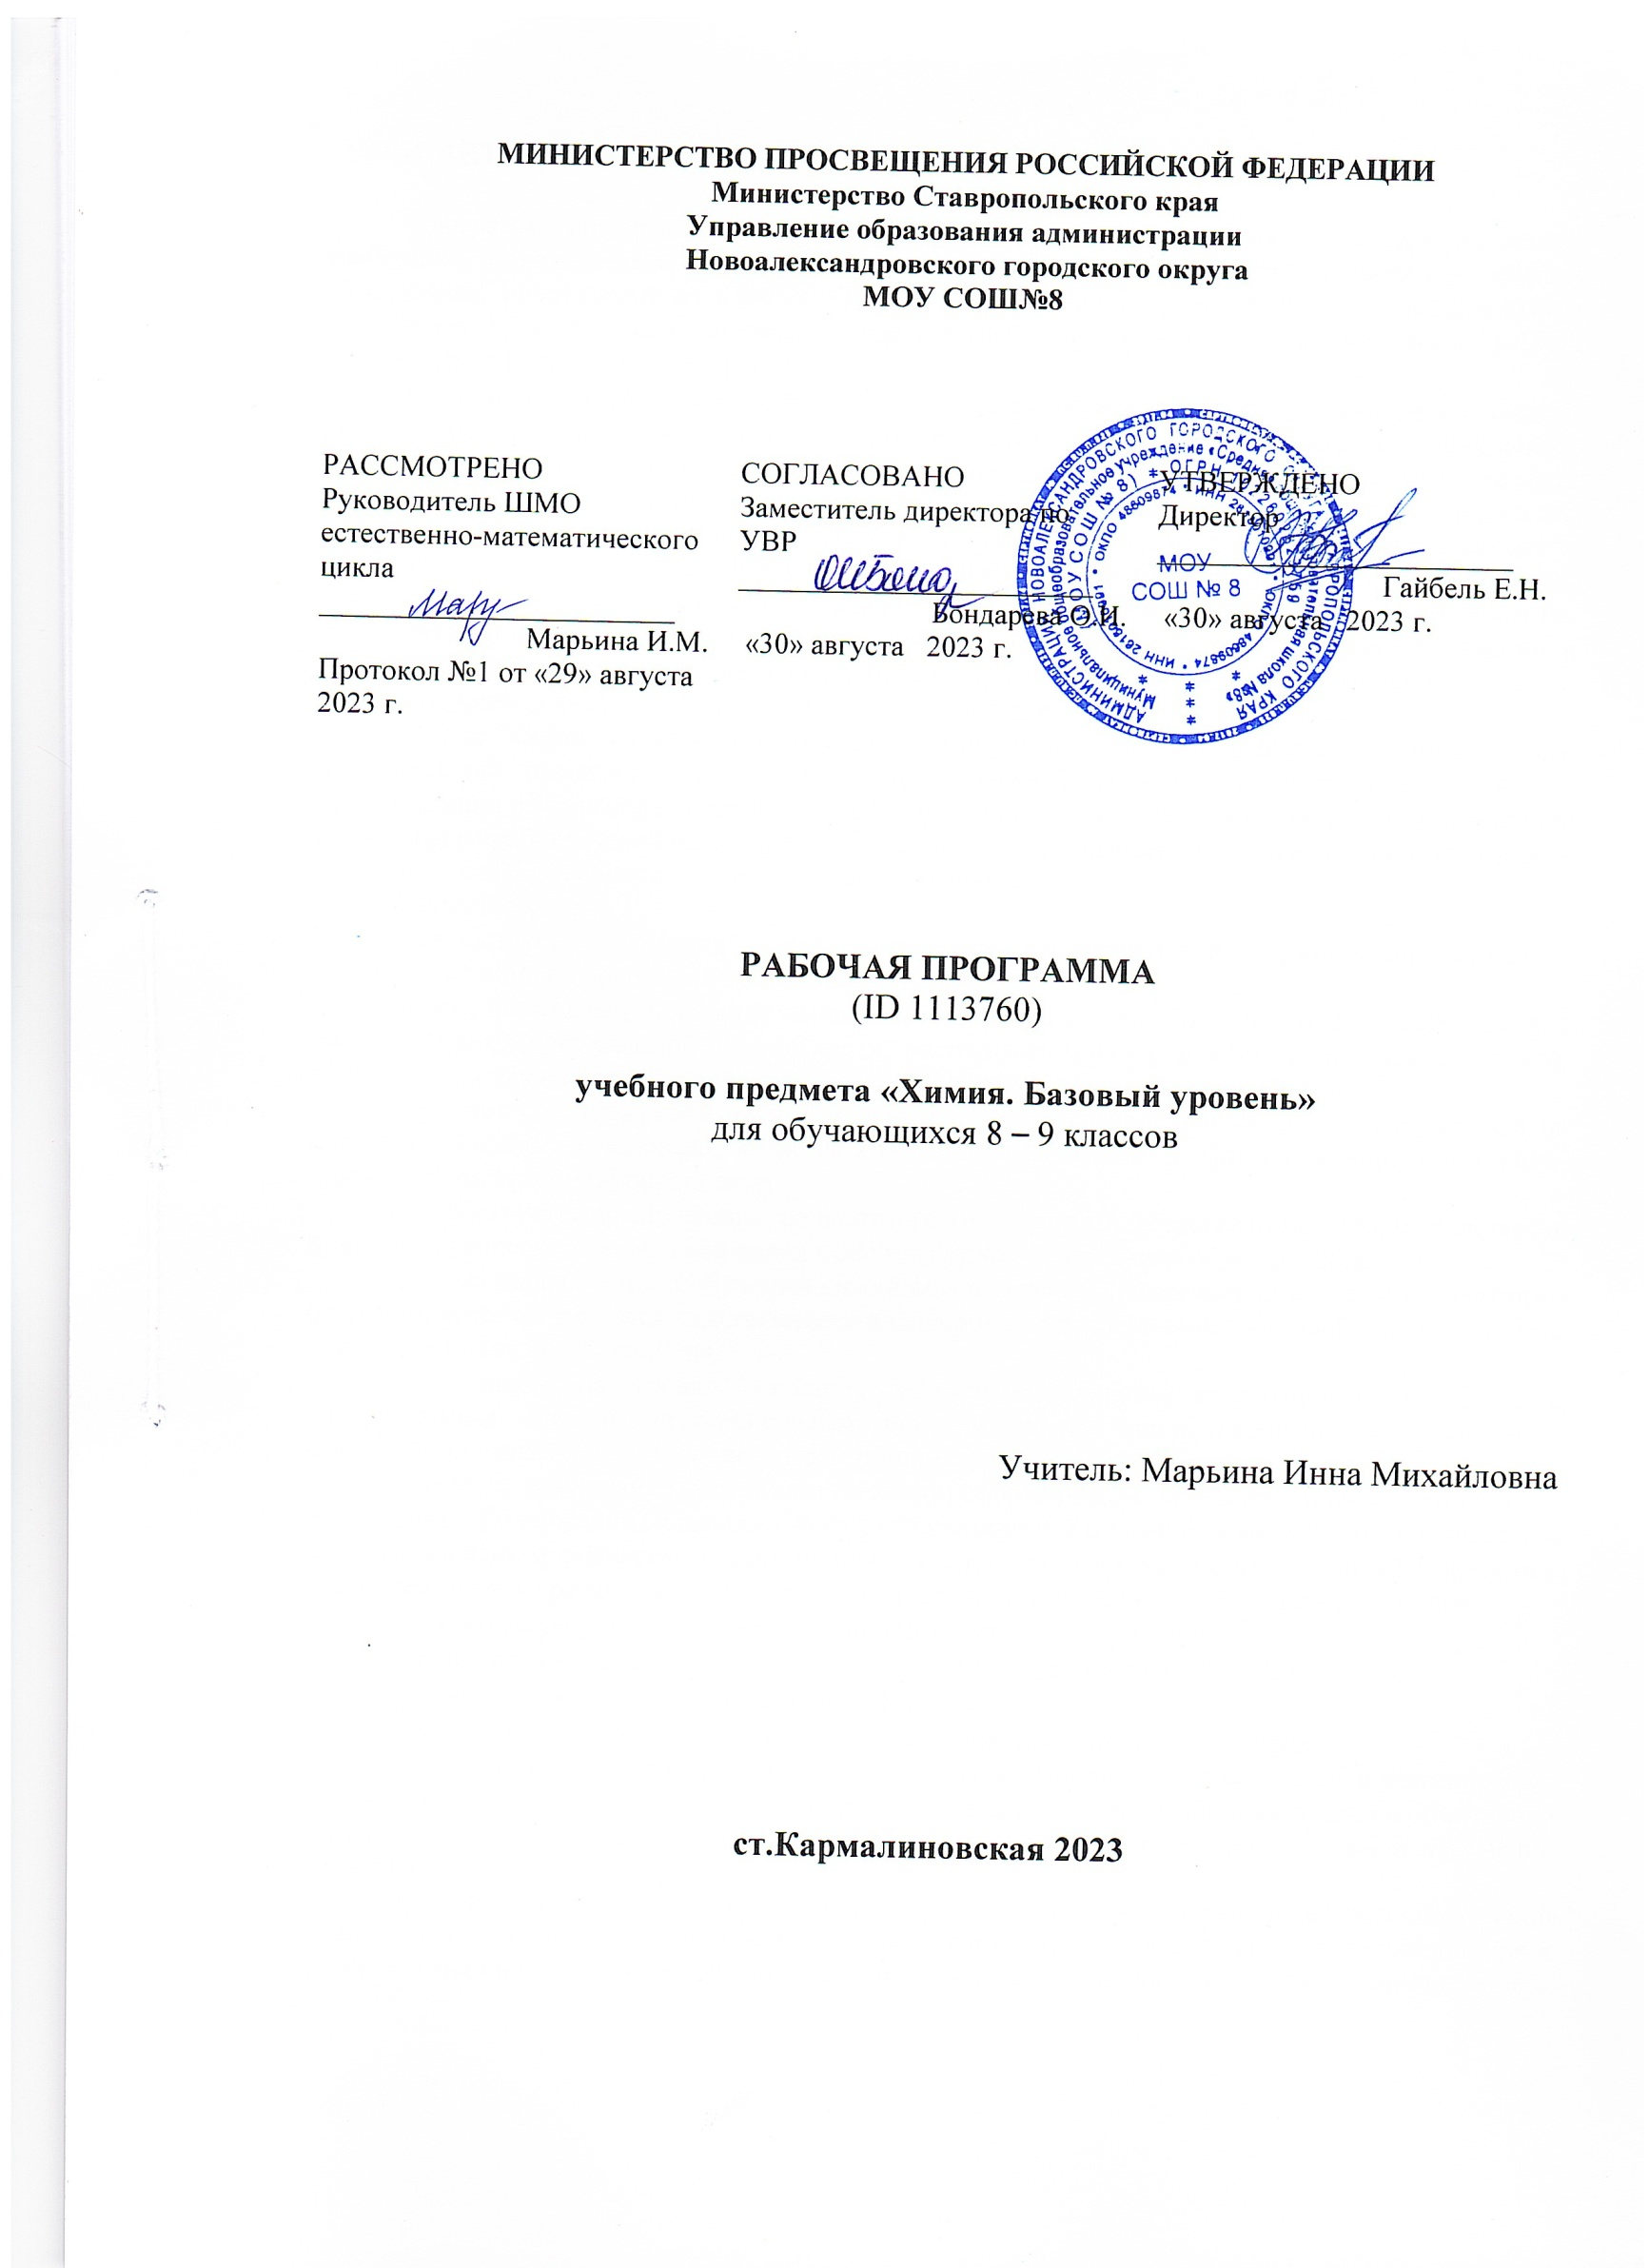 МИНИСТЕРСТВО ПРОСВЕЩЕНИЯ РОССИЙСКОЙ ФЕДЕРАЦИИ
Министерство Ставропольского края
Управление образования администрации
Новоалександровского городского округа
МОУ СОШ№8
РАССМОТРЕНО
Руководитель ШМО
естественно-математического
цикла
Марьина И.М.
Протокол №1 от «29» августа
2023 г.
СОГЛАСОВАНО
Заместитель директора по
УВР
Бондарева О.И.
«30» августа 2023 г.
УТВЕРЖДЕНО
Директор
Гайбель Е.Н.
«30» августа 2023 г.
МОУ
СОШ № 8
РАБОЧАЯ ПРОГРАММА
(ID 1113760)
учебного предмета «Химия. Базовый уровень»
для обучающихся 8 – 9 классов
Учитель: Марьина Инна Михайловна
ст.Кармалиновская 2023